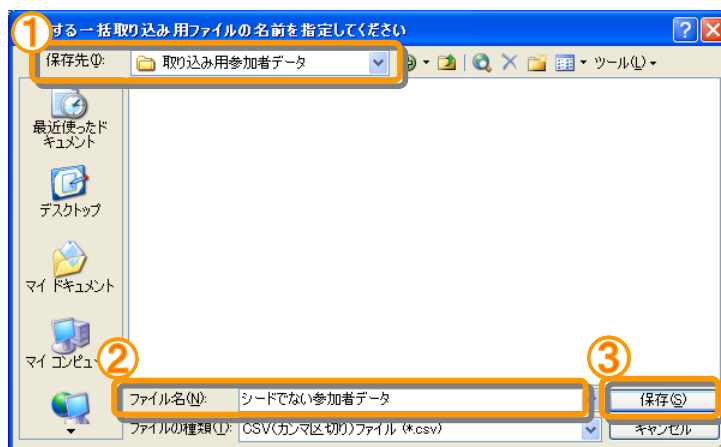 ① する一括取り込み用ファイルの名前を指定してください
保存先(I): 取り込み用参加者データ ツール(L)
最近使ったド
キュメント
デスクトップ
マイ ドキュメント
マイ コンピュ
② ③
ファイル名(N): シードでない参加者データ 保存(S)
ファイルの種類(T): CSV(カンマ区切り)ファイル (*.csv) キャンセル